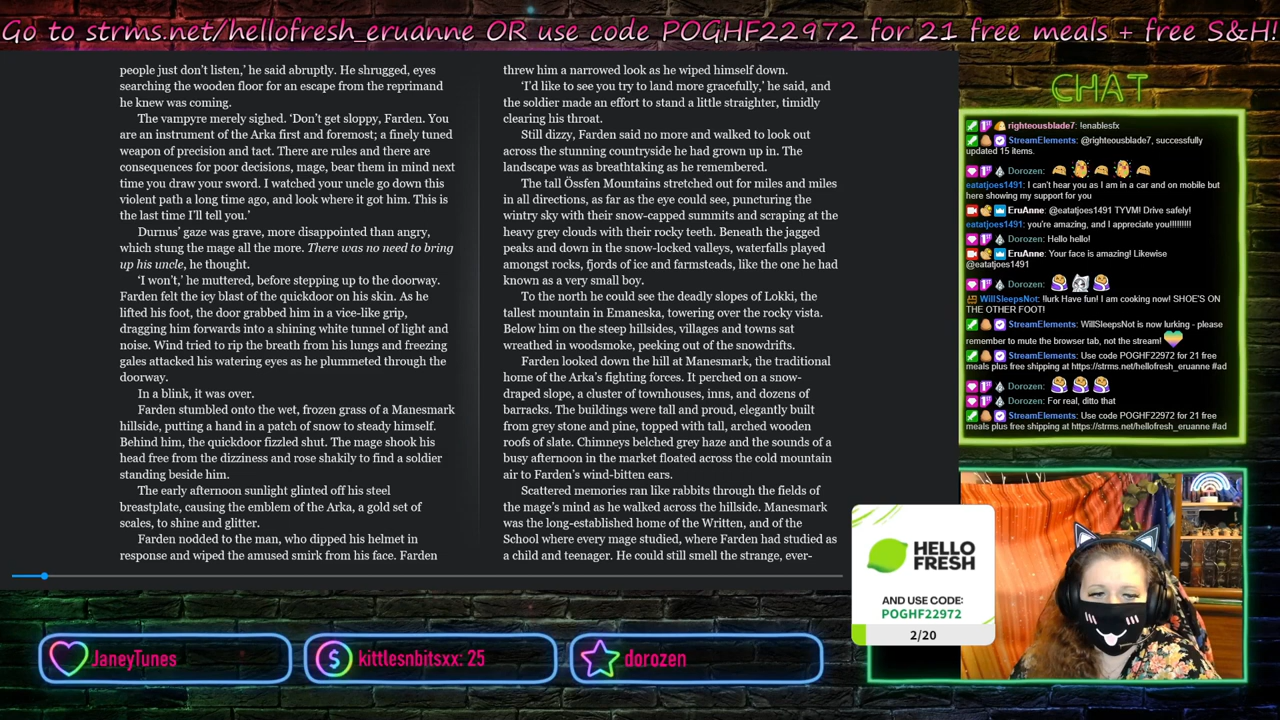 Go to strms.net/hellofresh_eruanne OR use code POGHF22972 for 21 free meals + free S&H!
people just don't listen,' he said abruptly. He shrugged, eyes
searching the wooden floor for an escape from the reprimand
he knew was coming.
The vampyre merely sighed. 'Don't get sloppy, Farden. You
are an instrument of the Arka first and foremost; a finely tuned
weapon of precision and tact. They know that and there are
consequences for poor decisions, mage, bear them in mind next
time you draw your sword. I watched your uncle go down this
violent path a long time ago, and look where it got him. This is
the last time I'll tell you.'
Durnus' gaze was grave, more disappointed than angry,
which stung the mage all the more. There was no need to bring
up his uncle, he thought.
'I won't,' he muttered, before stepping up to the doorway.
Farden felt the icy blast of the quickdoor on his skin. As he
lifted his foot, the door grabbed him in a vice-like grip,
dragging him forwards into a shining white tunnel of light and
noise. Wind tried to rip the breath from his lungs and freezing
gales attacked his watering eyes as he plummeted through the
doorway.
In a blink, it was over.
Farden stumbled onto the wet, frozen grass of a Manesmark
hillside, putting a hand in a patch of snow to steady himself.
Behind him, the quickdoor fizzled shut. The mage shook his
head free from the dizziness and rose shakily to find a soldier
standing beside him.
The early afternoon sunlight glinted off his steel
breastplate, causing the emblem of the Arka, a gold set of
scales, to shine and glitter.
Farden nodded to the man, who dipped his helmet in
response and wiped the amused smirk from his face. Farden
threw him a narrowed look as he wiped himself down.
'I'd like to see you try to land more gracefully,' he said, and
the soldier made an effort to stand a little straighter, timidly
clearing his throat.
Still dizzy, Farden said no more and walked to look out
across the stunning countryside he had grown up in. The
landscape was as breathtaking as he remembered.
The tall Össfen Mountains stretched out for miles and miles
in all directions, as far as the eye could see, puncturing the
wintry sky with their snow-capped summits and scraping at the
heavy grey clouds with their rocky teeth. Beneath the jagged
peaks and down in the snow-locked valleys, waterfalls played
amongst rocks, fjords of ice and farmsteads, like the one he had
known as a very small boy.
To the north he could see the deadly slopes of Lokki, the
tallest mountain in Emaneska, towering over the rocky vista.
Below him on the steep hillsides, villages and towns sat
wreathed in woodsmoke, peeking out of the snowdrifts.
Farden looked down the hill at Manesmark, the traditional
home of the Arka's fighting forces. It perched on a snow-
draped slope, a cluster of townhouses, inns, and dozens of
barracks. The buildings were tall and proud, elegantly built
from grey stone and pine, topped with tall, arched wooden
roofs of slate. Chimneys belched grey haze and the sounds of a
busy afternoon in the market floated across the cold mountain
air to Farden's wind-bitten ears.
Scattered memories ran like rabbits through the fields of
the mage's mind as he walked across the hillside. Manesmark
was the long-established home of the Written, and of the
School where every mage studied, where Farden had studied as
a child and teenager. He could still smell the strange, ever-
CHAT
righteousblade7: !enablesfx
StreamElements: @righteousblade7, successfully
updated 15 items.
Dorozen:
eatatjoes1491: I can't hear you as I am in a car and on mobile but
here showing my support for you
EruAnne: @eatatjoes1491 TYVM! Drive safely!
eatatjoes1491: you're amazing, and I appreciate you!!!!!!!!!
Dorozen: Hello hello!
EruAnne: Your face is amazing! Likewise
@eatatjoes1491
Dorozen:
WillSleepsNot: !lurk Have fun! I am cooking now! SHOE'S ON
THE OTHER FOOT!
StreamElements: WillSleepsNot is now lurking - please
remember to mute the browser tab, not the stream!
StreamElements: Use code POGHF22972 for 21 free
meals plus free shipping at https://strms.net/hellofresh_eruanne #ad
Dorozen:
Dorozen: For real, ditto that
StreamElements: Use code POGHF22972 for 21 free
meals plus free shipping at https://strms.net/hellofresh_eruanne #ad
HELLO
FRESH
AND USE CODE:
POGHF22972
2/20
JaneyTunes
kittlesnbitsxx: 25
dorozen